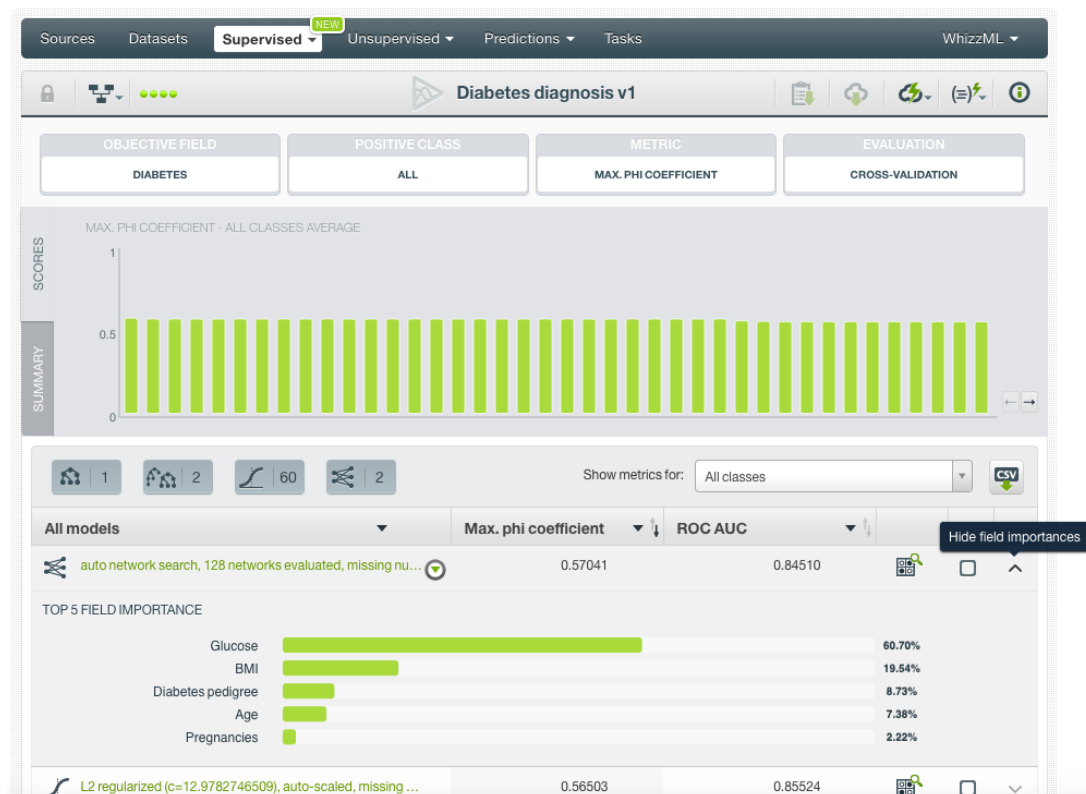 NEW
Sources Datasets Supervised Unsupervised Predictions Tasks WhizzML
Diabetes diagnosis v1
OBJECTIVE FIELD POSITIVE CLASS METRIC EVALUATION
DIABETES ALL MAX. PHI COEFFICIENT CROSS-VALIDATION
SCORES
SUMMARY
MAX. PHI COEFFICIENT - ALL CLASSES AVERAGE
1
0.5
0
1 2 60 2 Show metrics for: All classes CSV
All models Max. phi coefficient ROC AUC
Hide field importances
auto network search, 128 networks evaluated, missing nu... 0.57041 0.84510
TOP 5 FIELD IMPORTANCE
Glucose 60.70%
BMI 19.54%
Diabetes pedigree 8.73%
Age 7.38%
Pregnancies 2.22%
L2 regularized (c=12.9782746509), auto-scaled, missing ... 0.56503 0.85524